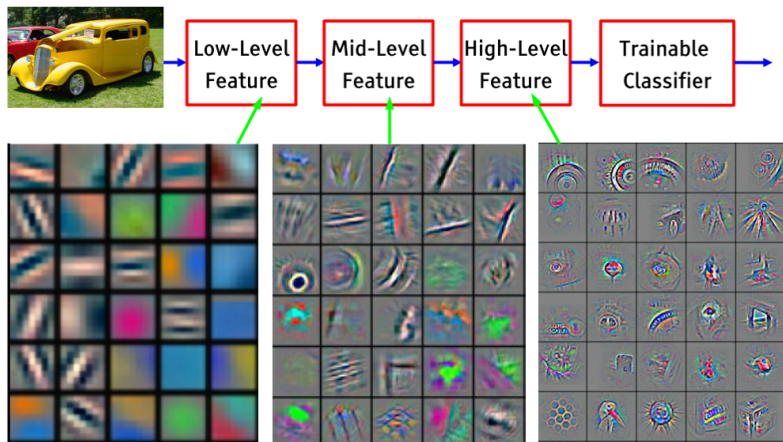 Low-Level
Feature
Mid-Level
Feature
High-Level
Feature
Trainable
Classifier